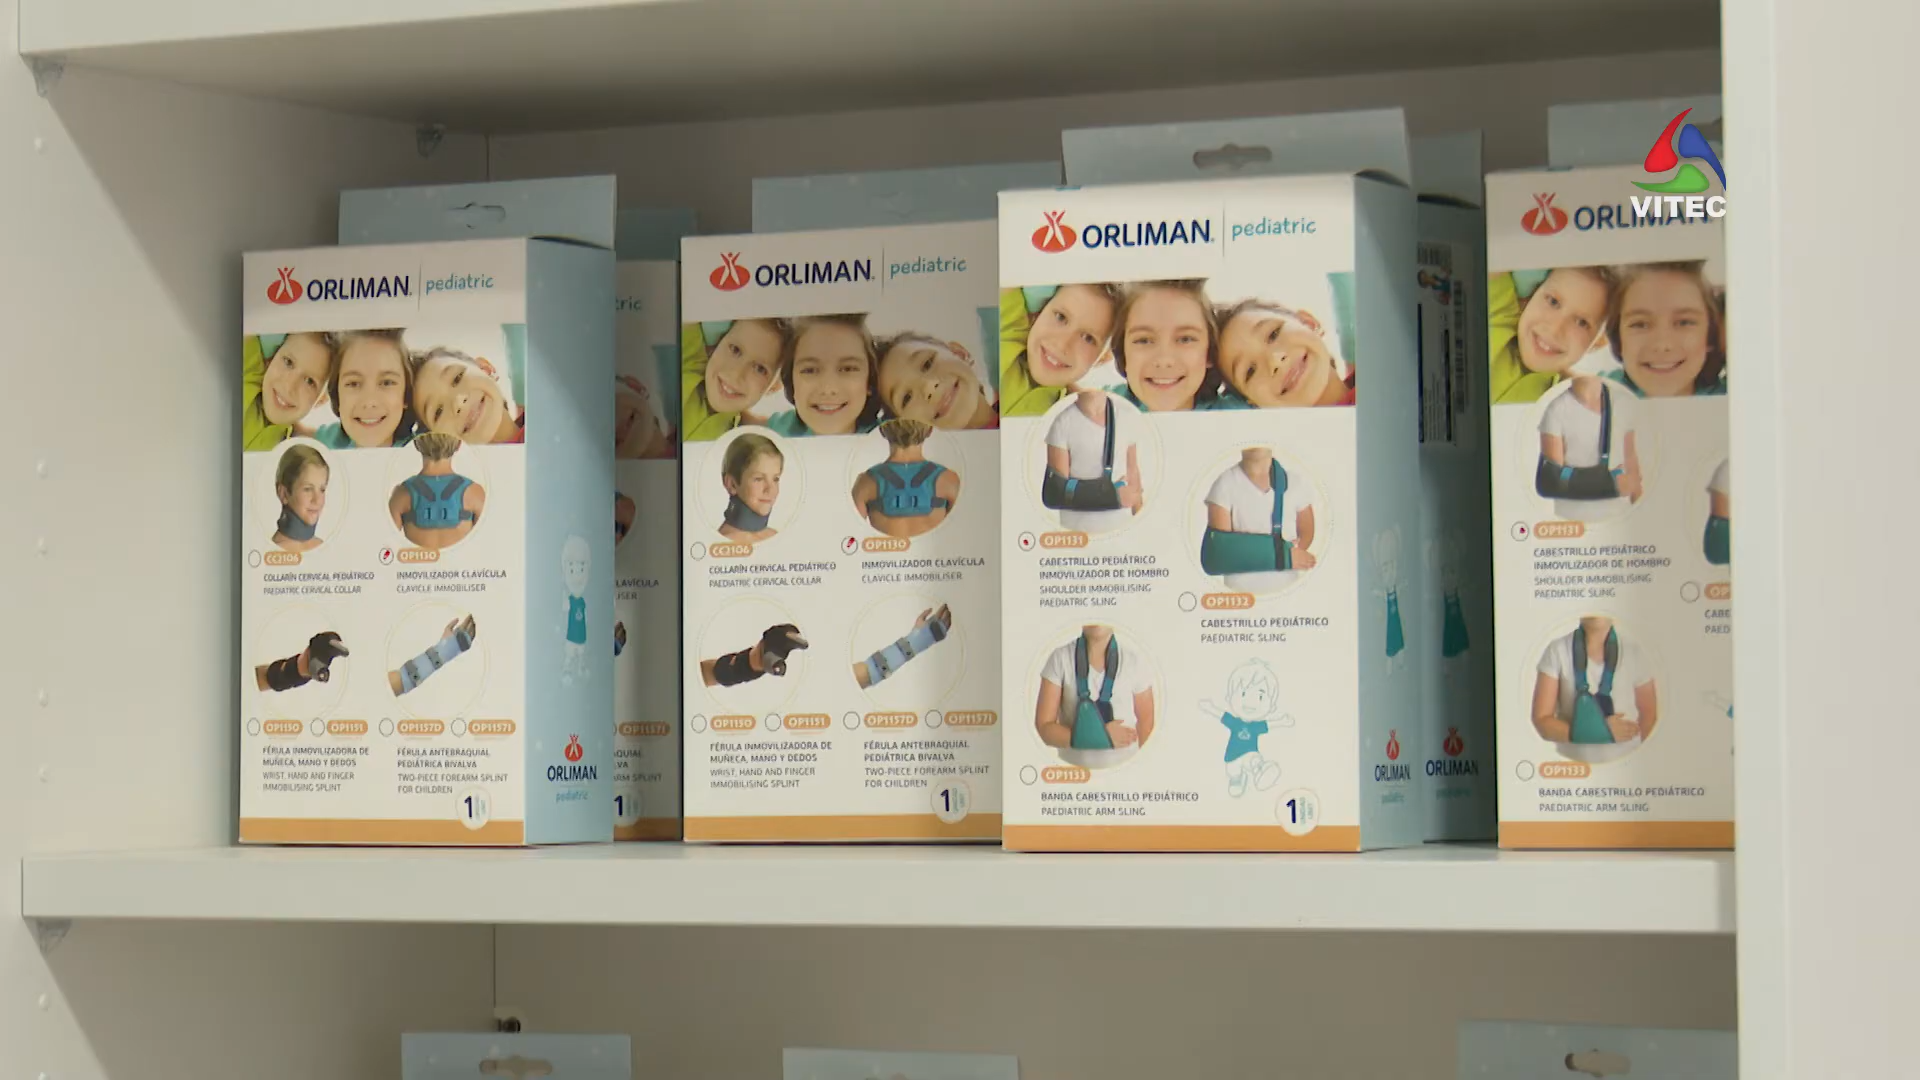 VITEC
ORLIMAN. pediatric
CC2106
COLLARÍN CERVICAL PEDIÁTRICO
PAEDIATRIC CERVICAL COLLAR
OP1130
INMOVILIZADOR CLAVÍCULA
CLAVICLE IMMOBILISER
OP1150 OP1151
FÉRULA INMOVILIZADORA DE
MUÑECA, MANO Y DEDOS
WRIST, HAND AND FINGER
IMMOBILISING SPLINT
OP1157D OP1157I
FÉRULA ANTEBRAQUIAL
PEDIÁTRICA BIVALVA
TWO-PIECE FOREARM SPLINT
FOR CHILDREN
1
ORLIMAN
pediatric
ORLIMAN. pediatric
CC2106
COLLARÍN CERVICAL PEDIÁTRICO
PAEDIATRIC CERVICAL COLLAR
OP1130
INMOVILIZADOR CLAVÍCULA
CLAVICLE IMMOBILISER
OP1150 OP1151
FÉRULA INMOVILIZADORA DE
MUÑECA, MANO Y DEDOS
WRIST, HAND AND FINGER
IMMOBILISING SPLINT
OP1157D OP1157I
FÉRULA ANTEBRAQUIAL
PEDIÁTRICA BIVALVA
TWO-PIECE FOREARM SPLINT
FOR CHILDREN
1
ORLIMAN. pediatric
OP1131
CABESTRILLO PEDIÁTRICO
INMOVILIZADOR DE HOMBRO
SHOULDER IMMOBILISING
PAEDIATRIC SLING
OP1132
CABESTRILLO PEDIÁTRICO
PAEDIATRIC SLING
OP1133
BANDA CABESTRILLO PEDIÁTRICO
PAEDIATRIC ARM SLING
1
ORLIMAN
pediatric
ORLIMAN
pediatric
ORLIMAN
OP1131
CABESTRILLO PEDIÁTRICO
INMOVILIZADOR DE HOMBRO
SHOULDER IMMOBILISING
PAEDIATRIC SLING
OP1133
BANDA CABESTRILLO PEDIÁTRICO
PAEDIATRIC ARM SLING